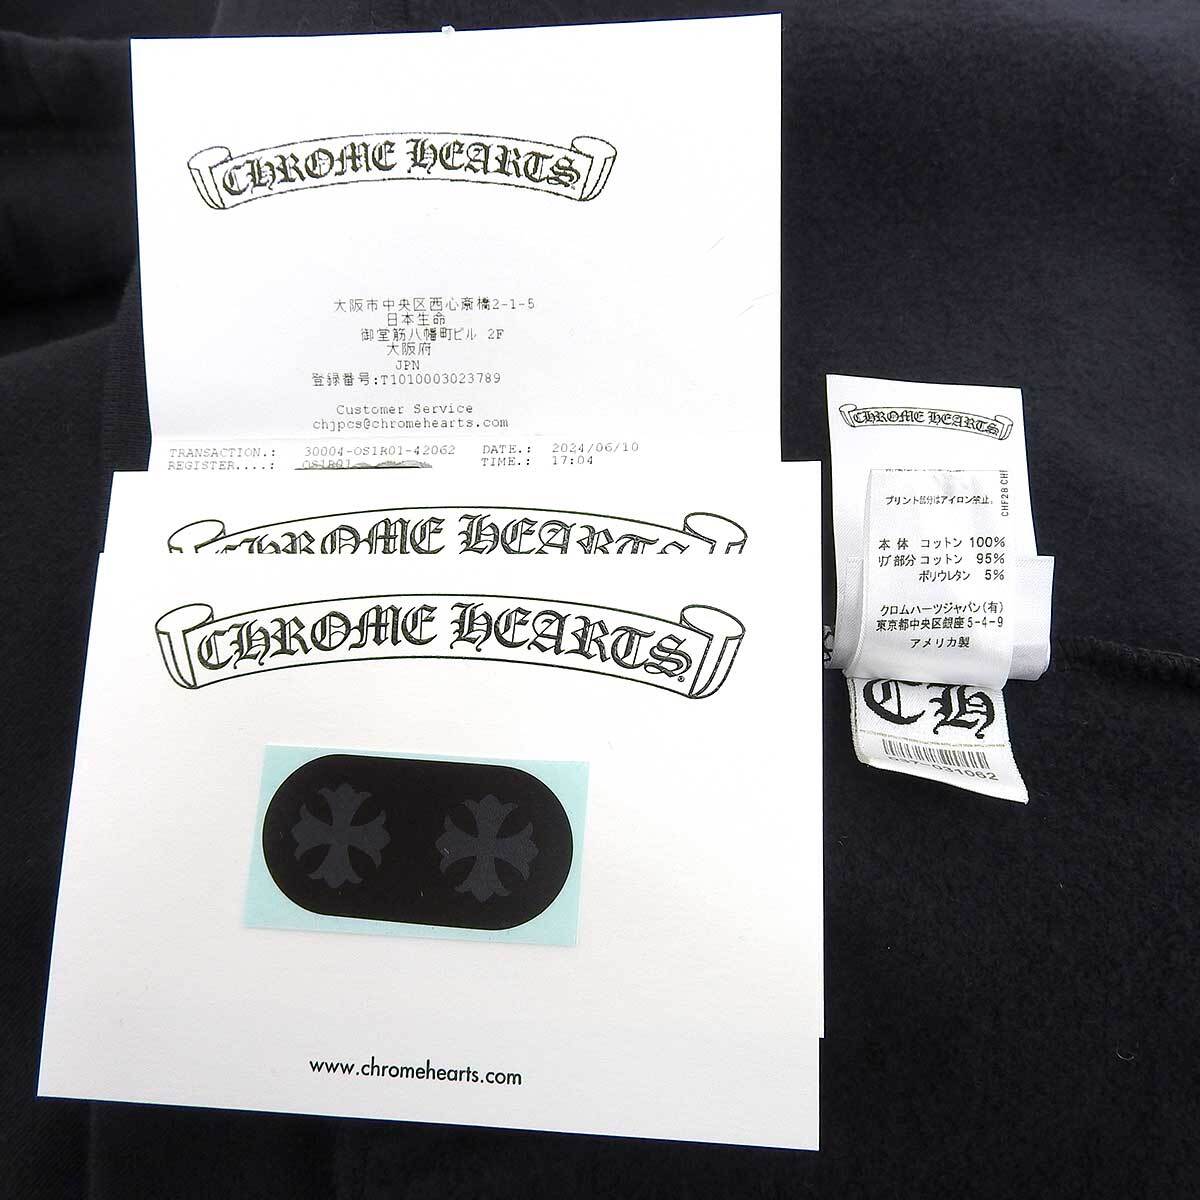 CHROME HEARTS
大阪市中央区西心斎橋2-1-5
日本生命
御堂筋八幡町ビル 2F
大阪府
JPN
登録番号:T1010003023789
Customer Service
chjpcs@chromehearts.com
TRANSACTION.: 30004-OS1R01-42062 DATE.: 2024/06/10
REGISTER....: OS1R01 TIME.: 17:04
CHROME HEARTS
CHROME HEARTS®
www.chromehearts.com
CHROME HEARTS
プリント部分はアイロン禁止。
CHF28 CH
本体 コットン 100%
リブ部分 コットン 95%
ポリウレタン 5%
クロムハーツジャパン(有)
東京都中央区銀座5-4-9
アメリカ製
CH